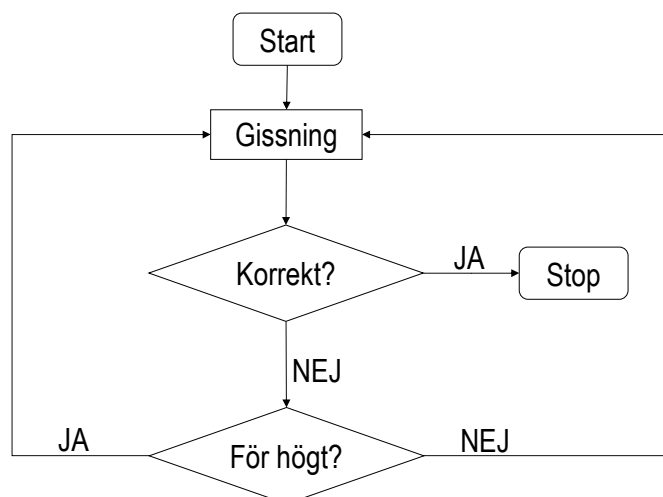 Start
Gissning
Korrekt?
JA
Stop
NEJ
JA
För högt?
NEJ